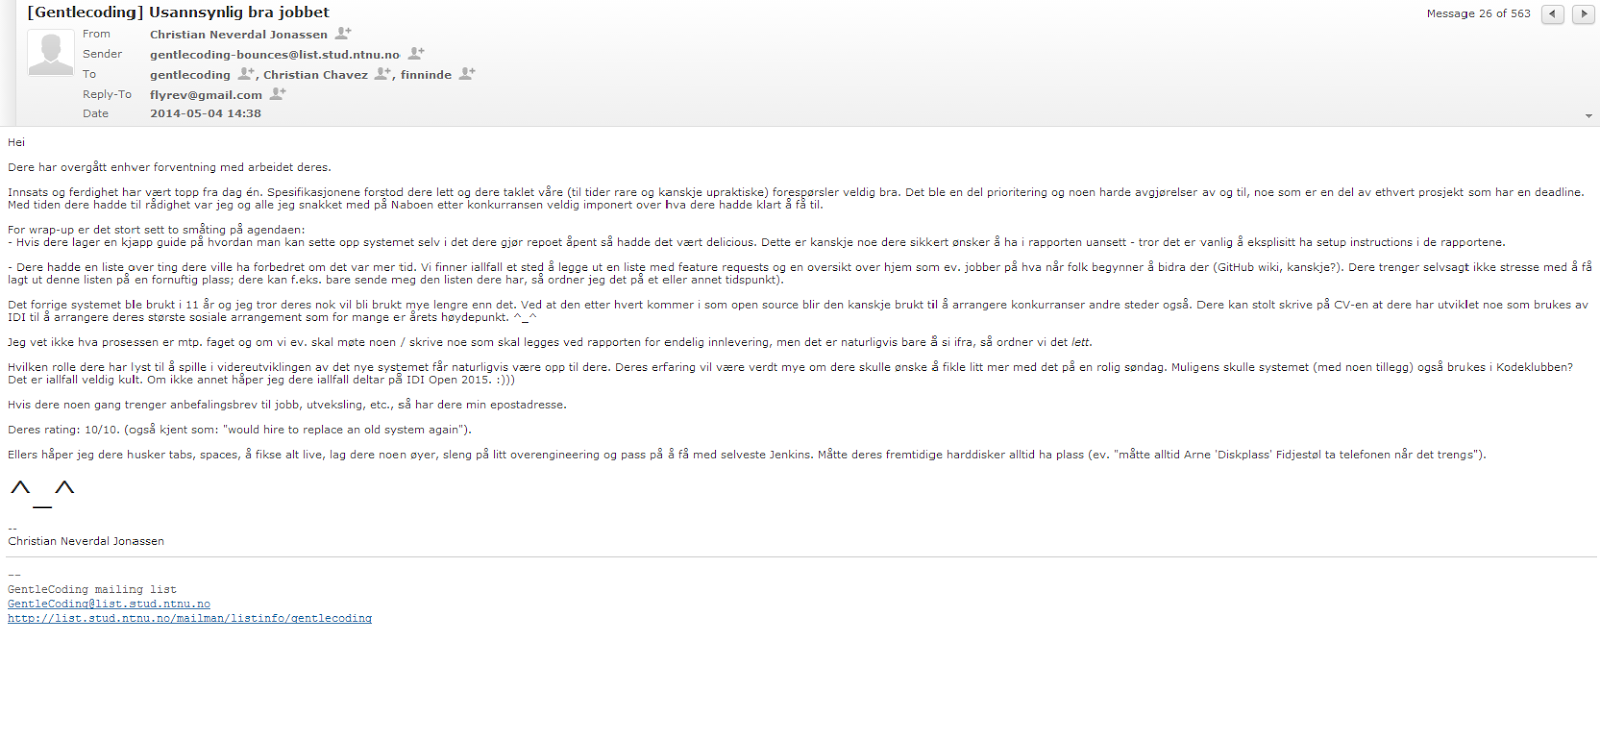 [Gentlecoding] Usannsynlig bra jobbet
Message 26 of 563
From Christian Neverdal Jonassen
Sender gentlecoding-bounces@list.stud.ntnu.no
To gentlecoding, Christian Chavez, finninde
Reply-To flyrev@gmail.com
Date 2014-05-04 14:38
Hei
Dere har overgått enhver forventning med arbeidet deres.
Innsats og ferdighet har vært topp fra dag én. Spesifikasjonene forstod dere lett og dere taklet våre (til tider rare og kanskje upraktiske) forespørsler veldig bra. Det ble en del prioritering og noen harde avgjørelser av og til, noe som er en del av ethvert prosjekt som har en deadline.
Med tiden dere hadde til rådighet var jeg og alle jeg snakket med på Naboen etter konkurransen veldig imponert over hva dere hadde klart å få til.
For wrap-up er det stort sett to småting på agendaen:
- Hvis dere lager en kjapp guide på hvordan man kan sette opp systemet selv i det dere gjør repoet åpent så hadde det vært delicious. Dette er kanskje noe dere sikkert ønsker å ha i rapporten uansett - tror det er vanlig å eksplisitt ha setup instructions i de rapportene.
- Dere hadde en liste over ting dere ville ha forbedret om det var mer tid. Vi finner iallfall et sted å legge ut en liste med feature requests og en oversikt over hjem som ev. jobber på hva når folk begynner å bidra der (GitHub wiki, kanskje?). Dere trenger selvsagt ikke stresse med å få
lagt ut denne listen på en fornuftig plass; dere kan f.eks. bare sende meg den listen dere har, så ordner jeg det på et eller annet tidspunkt).
Det forrige systemet ble brukt i 11 år og jeg tror deres nok vil bli brukt mye lengre enn det. Ved at den etter hvert kommer i som open source blir den kanskje brukt til å arrangere konkurranser andre steder også. Dere kan stolt skrive på CV-en at dere har utviklet noe som brukes av
IDI til å arrangere deres største sosiale arrangement som for mange er årets høydepunkt. ^_^
Jeg vet ikke hva prosessen er mtp. faget og om vi ev. skal møte noen / skrive noe som skal legges ved rapporten for endelig innlevering, men det er naturligvis bare å si ifra, så ordner vi det lett.
Hvilken rolle dere har lyst til å spille i videreutviklingen av det nye systemet får naturligvis være opp til dere. Deres erfaring vil være verdt mye om dere skulle ønske å fikle litt mer med det på en rolig søndag. Muligens skulle systemet (med noen tillegg) også brukes i Kodeklubben?
Det er iallfall veldig kult. Om ikke annet håper jeg dere iallfall deltar på IDI Open 2015. :)))
Hvis dere noen gang trenger anbefalingsbrev til jobb, utveksling, etc., så har dere min epostadresse.
Deres rating: 10/10. (også kjent som: "would hire to replace an old system again").
Ellers håper jeg dere husker tabs, spaces, å fikse alt live, lag dere noen øyer, sleng på litt overengineering og pass på å få med selveste Jenkins. Måtte deres fremtidige harddisker alltid ha plass (ev. "måtte alltid Arne 'Diskplass' Fidjestøl ta telefonen når det trengs").
^_^
--
Christian Neverdal Jonassen
--
GentleCoding mailing list
GentleCoding@list.stud.ntnu.no
http://list.stud.ntnu.no/mailman/listinfo/gentlecoding